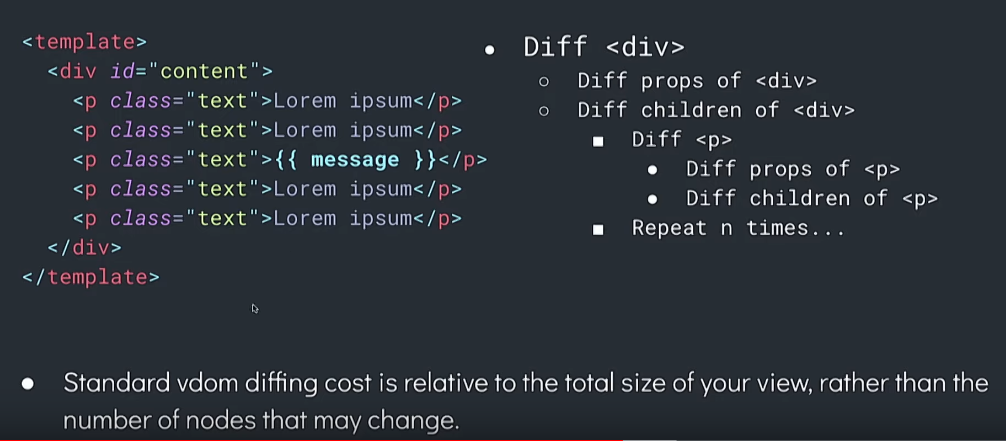 <template>
<div id="content">
<p class="text">Lorem ipsum</p>
<p class="text">Lorem ipsum</p>
<p class="text">{{ message }}</p>
<p class="text">Lorem ipsum</p>
<p class="text">Lorem ipsum</p>
</div>
</template>
● Diff <div>
○ Diff props of <div>
○ Diff children of <div>
■ Diff <p>
● Diff props of <p>
● Diff children of <p>
■ Repeat n times...
● Standard vdom diffing cost is relative to the total size of your view, rather than the
number of nodes that may change.